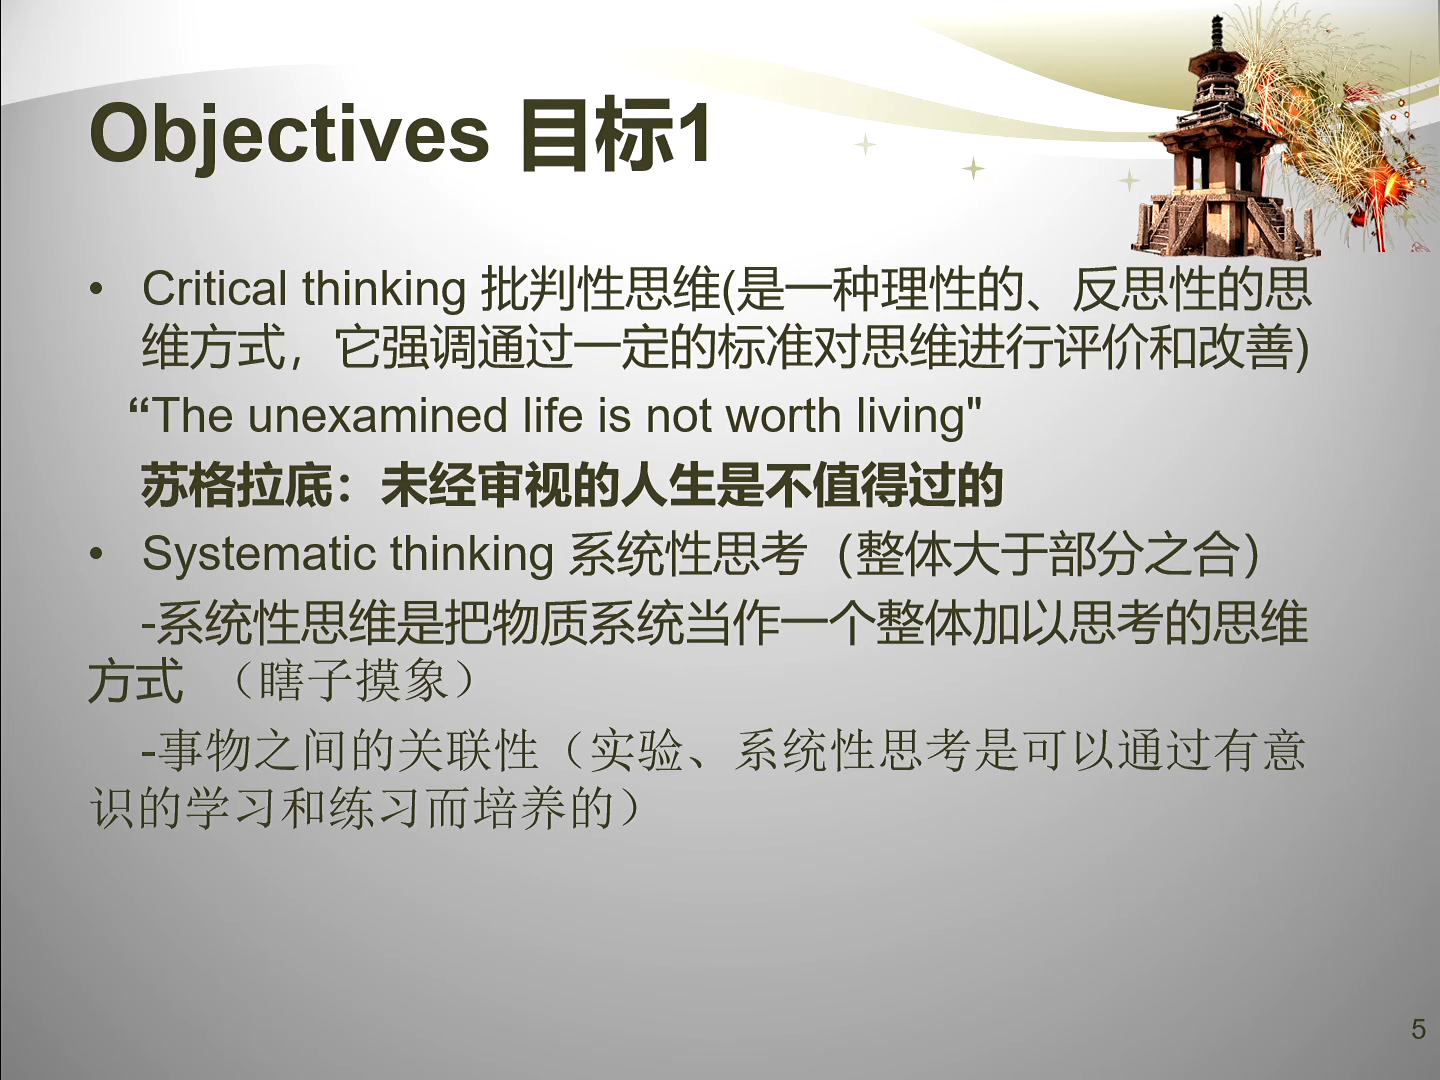 Objectives 目标1
• Critical thinking 批判性思维(是一种理性的、反思性的思
维方式，它强调通过一定的标准对思维进行评价和改善)
“The unexamined life is not worth living"
苏格拉底：未经审视的人生是不值得过的
• Systematic thinking 系统性思考（整体大于部分之合）
-系统性思维是把物质系统当作一个整体加以思考的思维
方式 （瞎子摸象）
-事物之间的关联性（实验、系统性思考是可以通过有意
识的学习和练习而培养的）
5